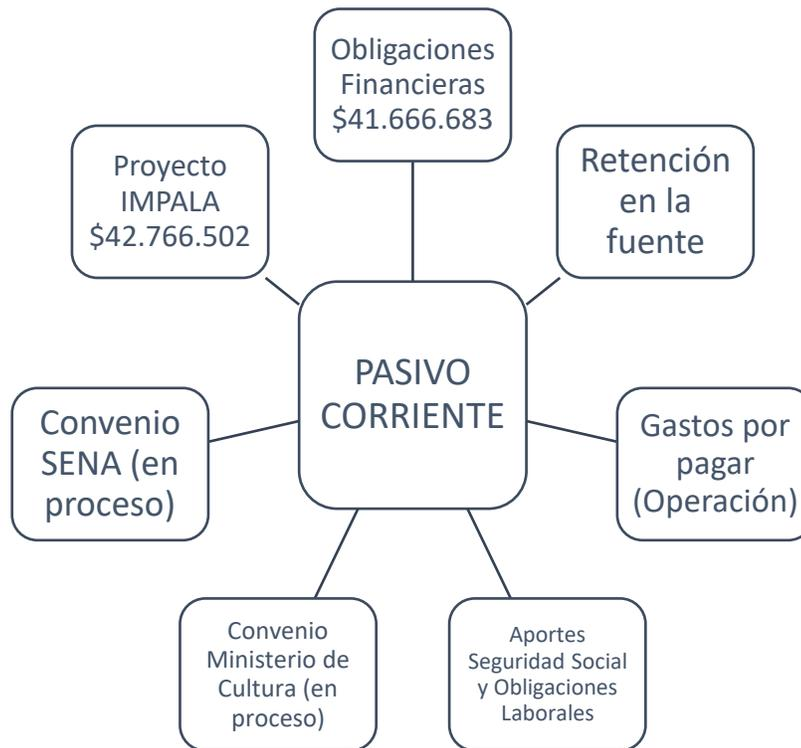 Obligaciones
Financieras
$41.666.683
Proyecto
IMPALA
$42.766.502
Retención
en la
fuente
PASIVO
CORRIENTE
Convenio
SENA (en
proceso)
Gastos por
pagar
(Operación)
Convenio
Ministerio de
Cultura (en
proceso)
Aportes
Seguridad Social
y Obligaciones
Laborales